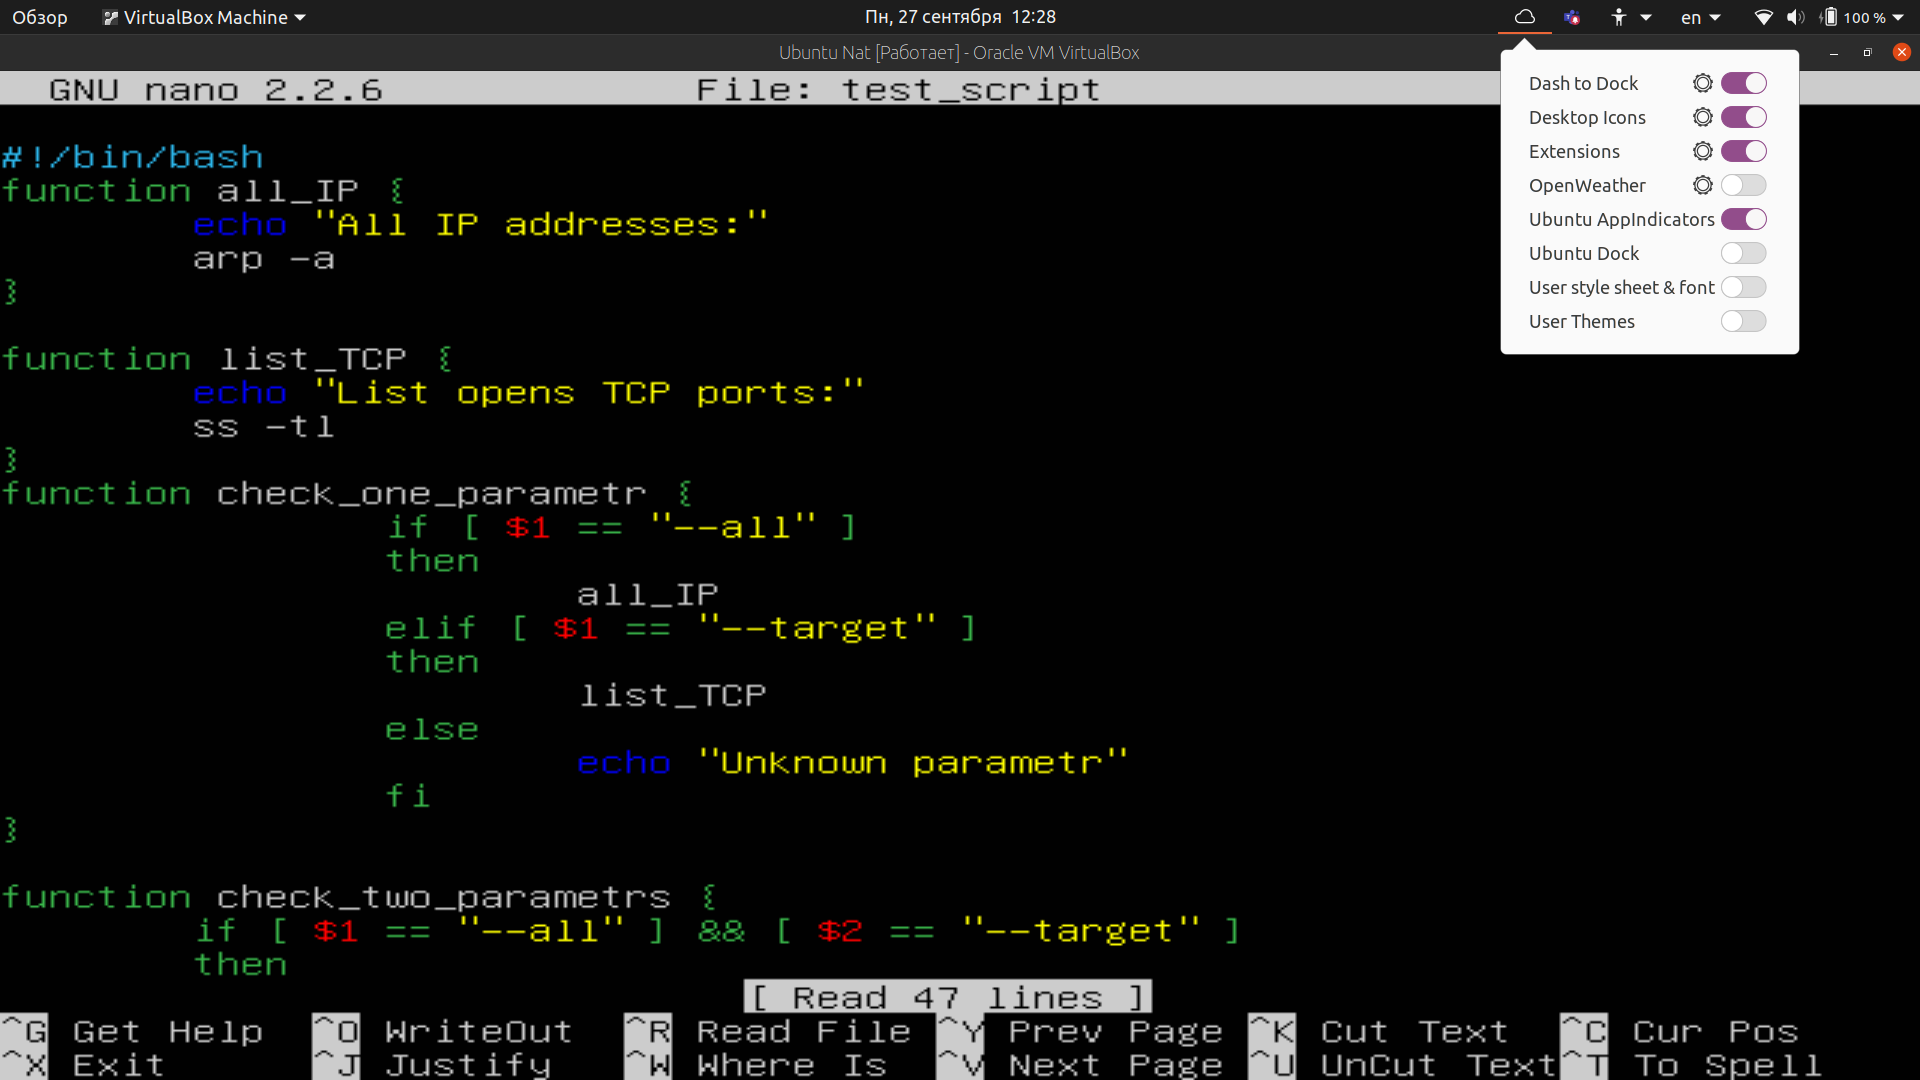 Обзор VirtualBox Machine Пн, 27 сентября 12:28 en 100 %
Ubuntu Nat [Работает] - Oracle VM VirtualBox
GNU nano 2.2.6 File: test_script
#!/bin/bash
function all_IP {
echo "All IP addresses:"
arp -a
}
function list_TCP {
echo "List opens TCP ports:"
ss -tl
}
function check_one_parametr {
if [ $1 == "--all" ]
then
all_IP
elif [ $1 == "--target" ]
then
list_TCP
else
echo "Unknown parametr"
fi
}
function check_two_parametrs {
if [ $1 == "--all" ] && [ $2 == "--target" ]
then
[ Read 47 lines ]
^G Get Help ^O WriteOut ^R Read File ^Y Prev Page ^K Cut Text ^C Cur Pos
^X Exit ^J Justify ^W Where Is ^V Next Page ^U UnCut Text ^T To Spell
Dash to Dock
Desktop Icons
Extensions
OpenWeather
Ubuntu AppIndicators
Ubuntu Dock
User style sheet & font
User Themes